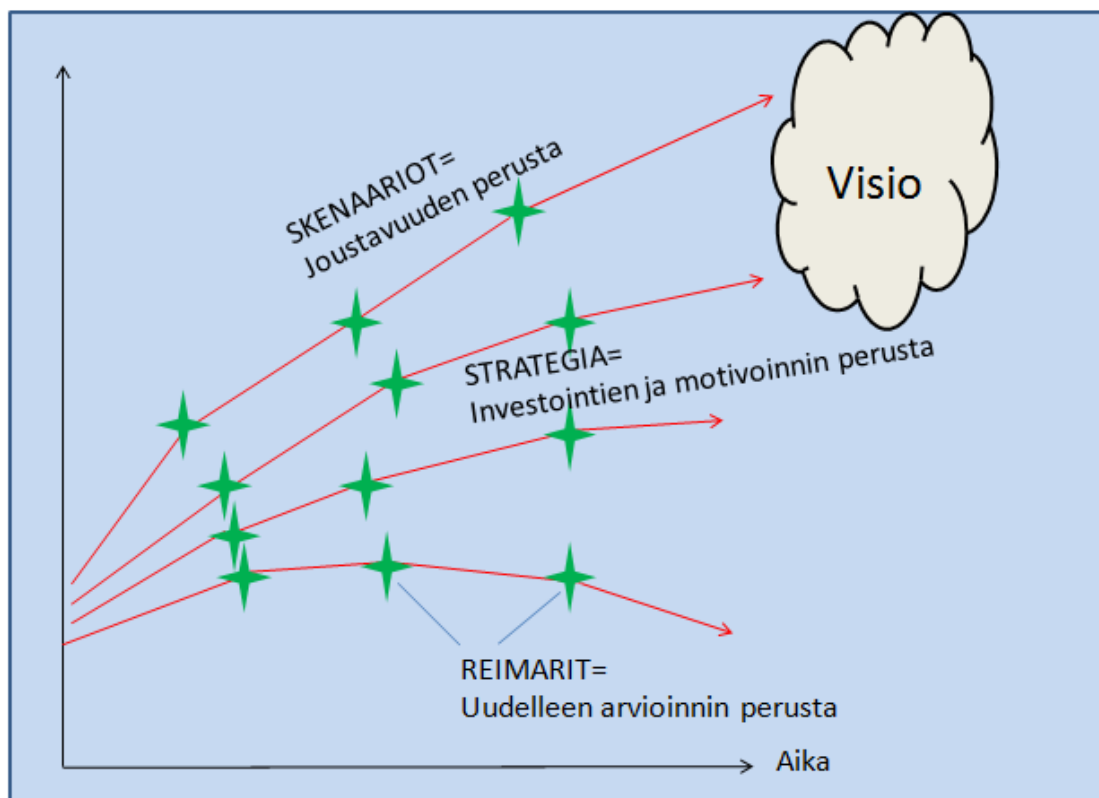 Visio
SKENAARIOT=
Joustavuuden perusta
STRATEGIA=
Investointien ja motivoinnin perusta
REIMARIT=
Uudelleen arvioinnin perusta
Aika